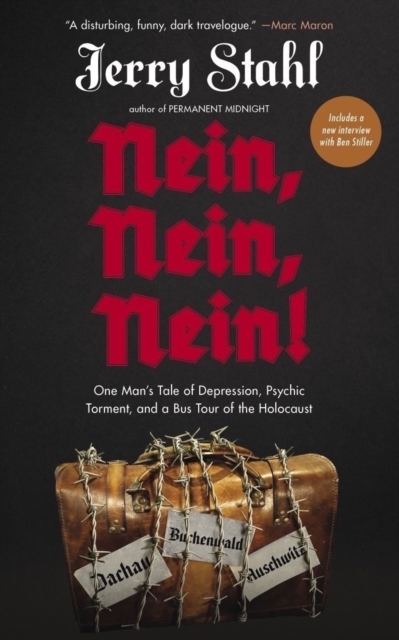 "A disturbing, funny, dark travelogue." —Marc Maron
Jerry Stahl
author of PERMANENT MIDNIGHT
Includes a
new interview
with Ben Stiller
Nein,
Nein,
Nein!
One Man's Tale of Depression, Psychic
Torment, and a Bus Tour of the Holocaust
Dachau
Buchenwald
Auschwitz